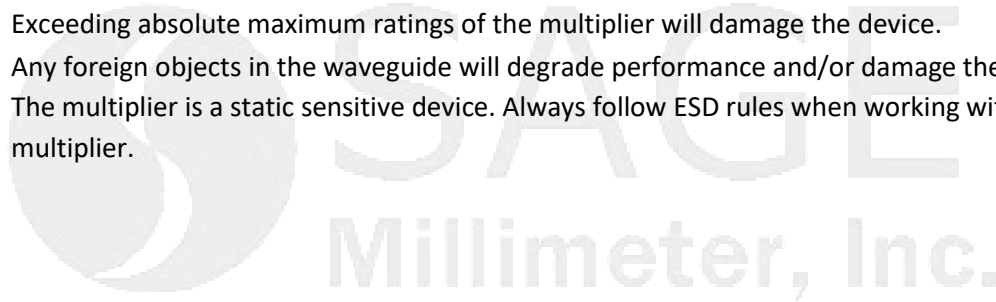 Exceeding absolute maximum ratings of the multiplier will damage the device.
Any foreign objects in the waveguide will degrade performance and/or damage the
The multiplier is a static sensitive device. Always follow ESD rules when working
multiplier.
SAGE
Millimeter, Inc.